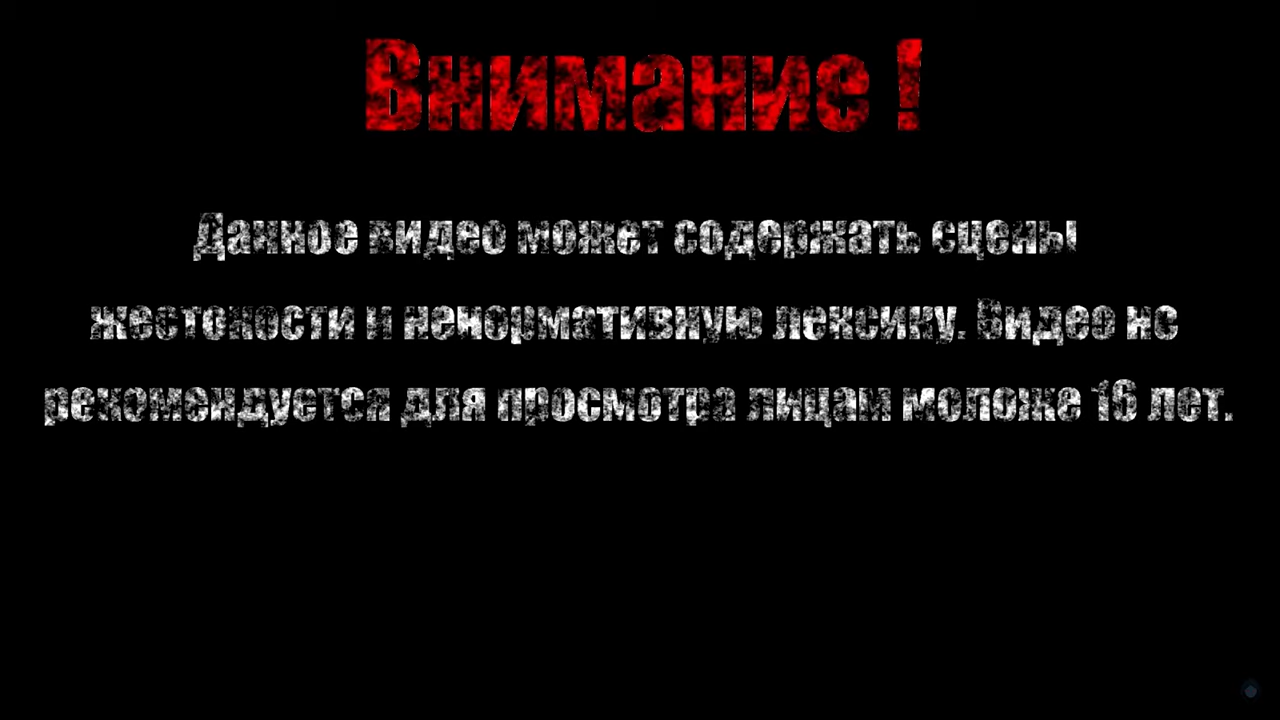 Внимание !
Данное видео может содержать сцены
жестокости и ненормативную лексику. Видео не
рекомендуется для просмотра лицам моложе 16 лет.